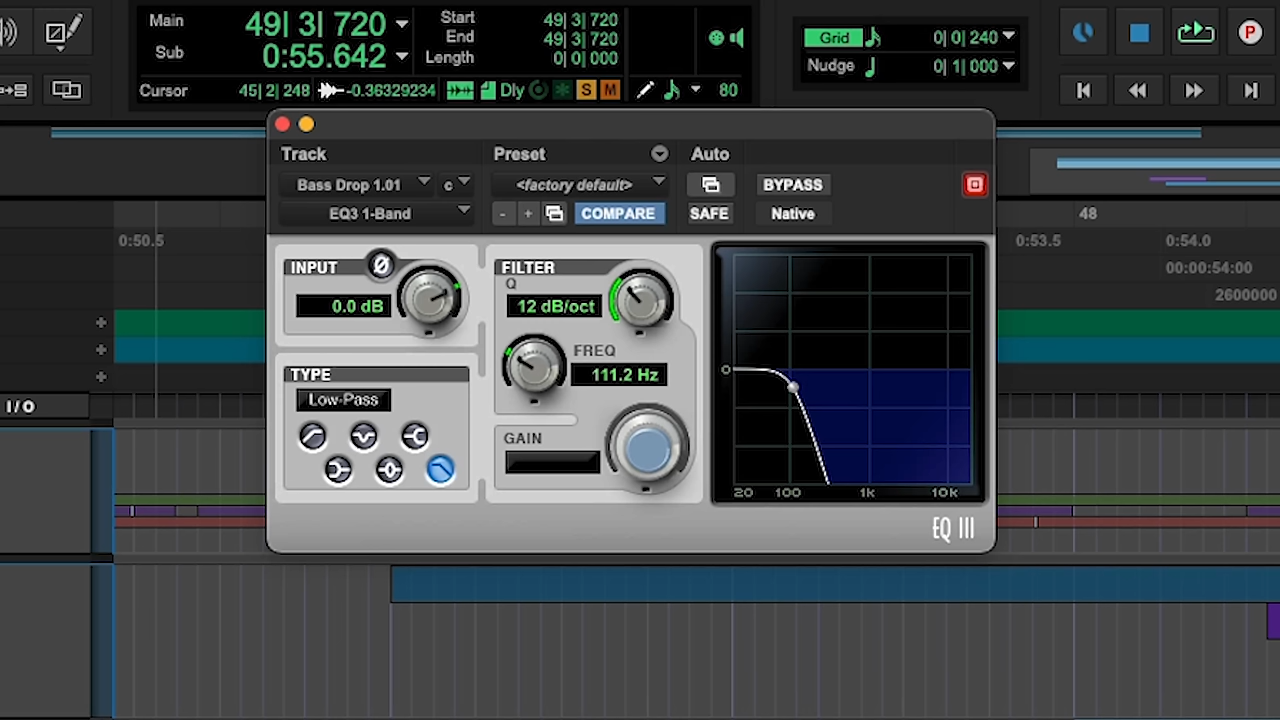 Main 49| 3| 720
Sub 0:55.642
Start 49| 3| 720
End 49| 3| 720
Length 0| 0| 000
Cursor 45| 2| 248 -0.36329234 Dly S M 80
Grid 0| 0| 240
Nudge 0| 1| 000
P
Track Preset Auto
Bass Drop 1.01 c <factory default> BYPASS
EQ3 1-Band - + COMPARE SAFE Native
48
0:50.5 0:53.5 0:54.0
00:00:54:00
2600000
INPUT Ø
0.0 dB
FILTER
Q
12 dB/oct
FREQ
111.2 Hz
TYPE
Low-Pass
GAIN
20 100 1k 10k
EQ III
I/O